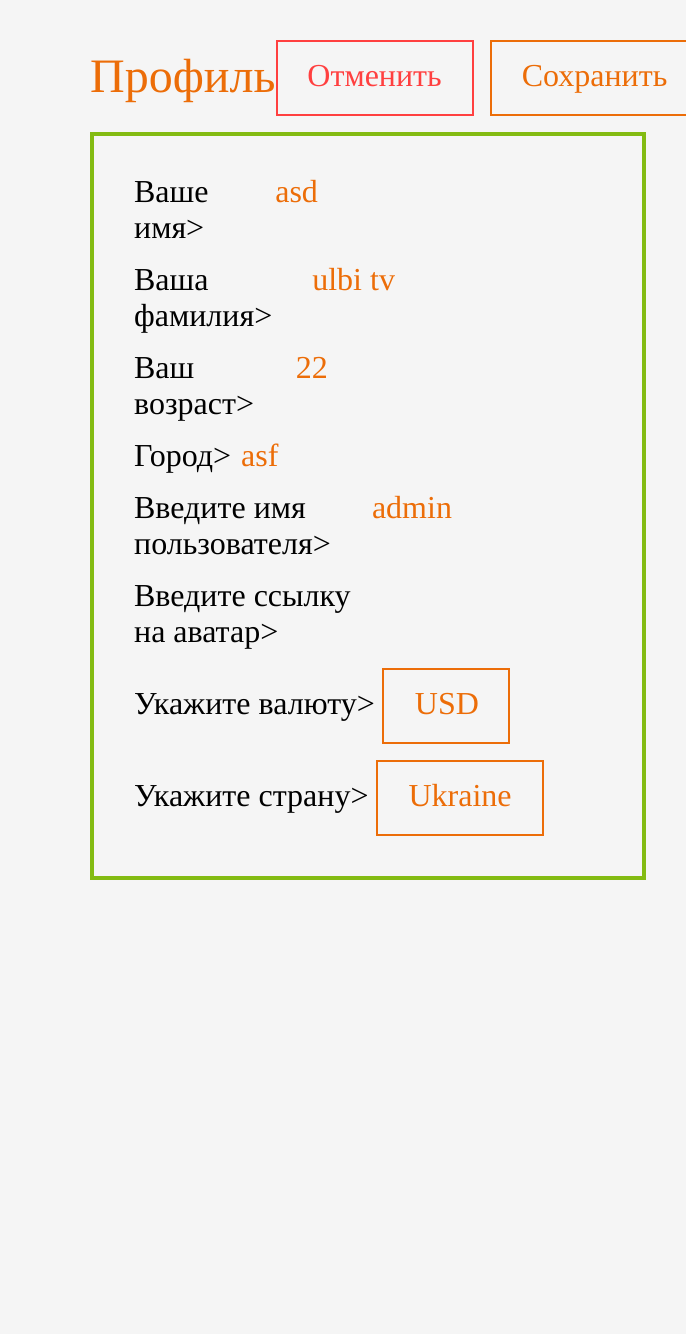 Профиль Отменить Сохранить
Ваше asd
имя>
Ваша ulbi tv
фамилия>
Ваш 22
возраст>
Город> asf
Введите имя admin
пользователя>
Введите ссылку
на аватар>
Укажите валюту> USD
Укажите страну> Ukraine